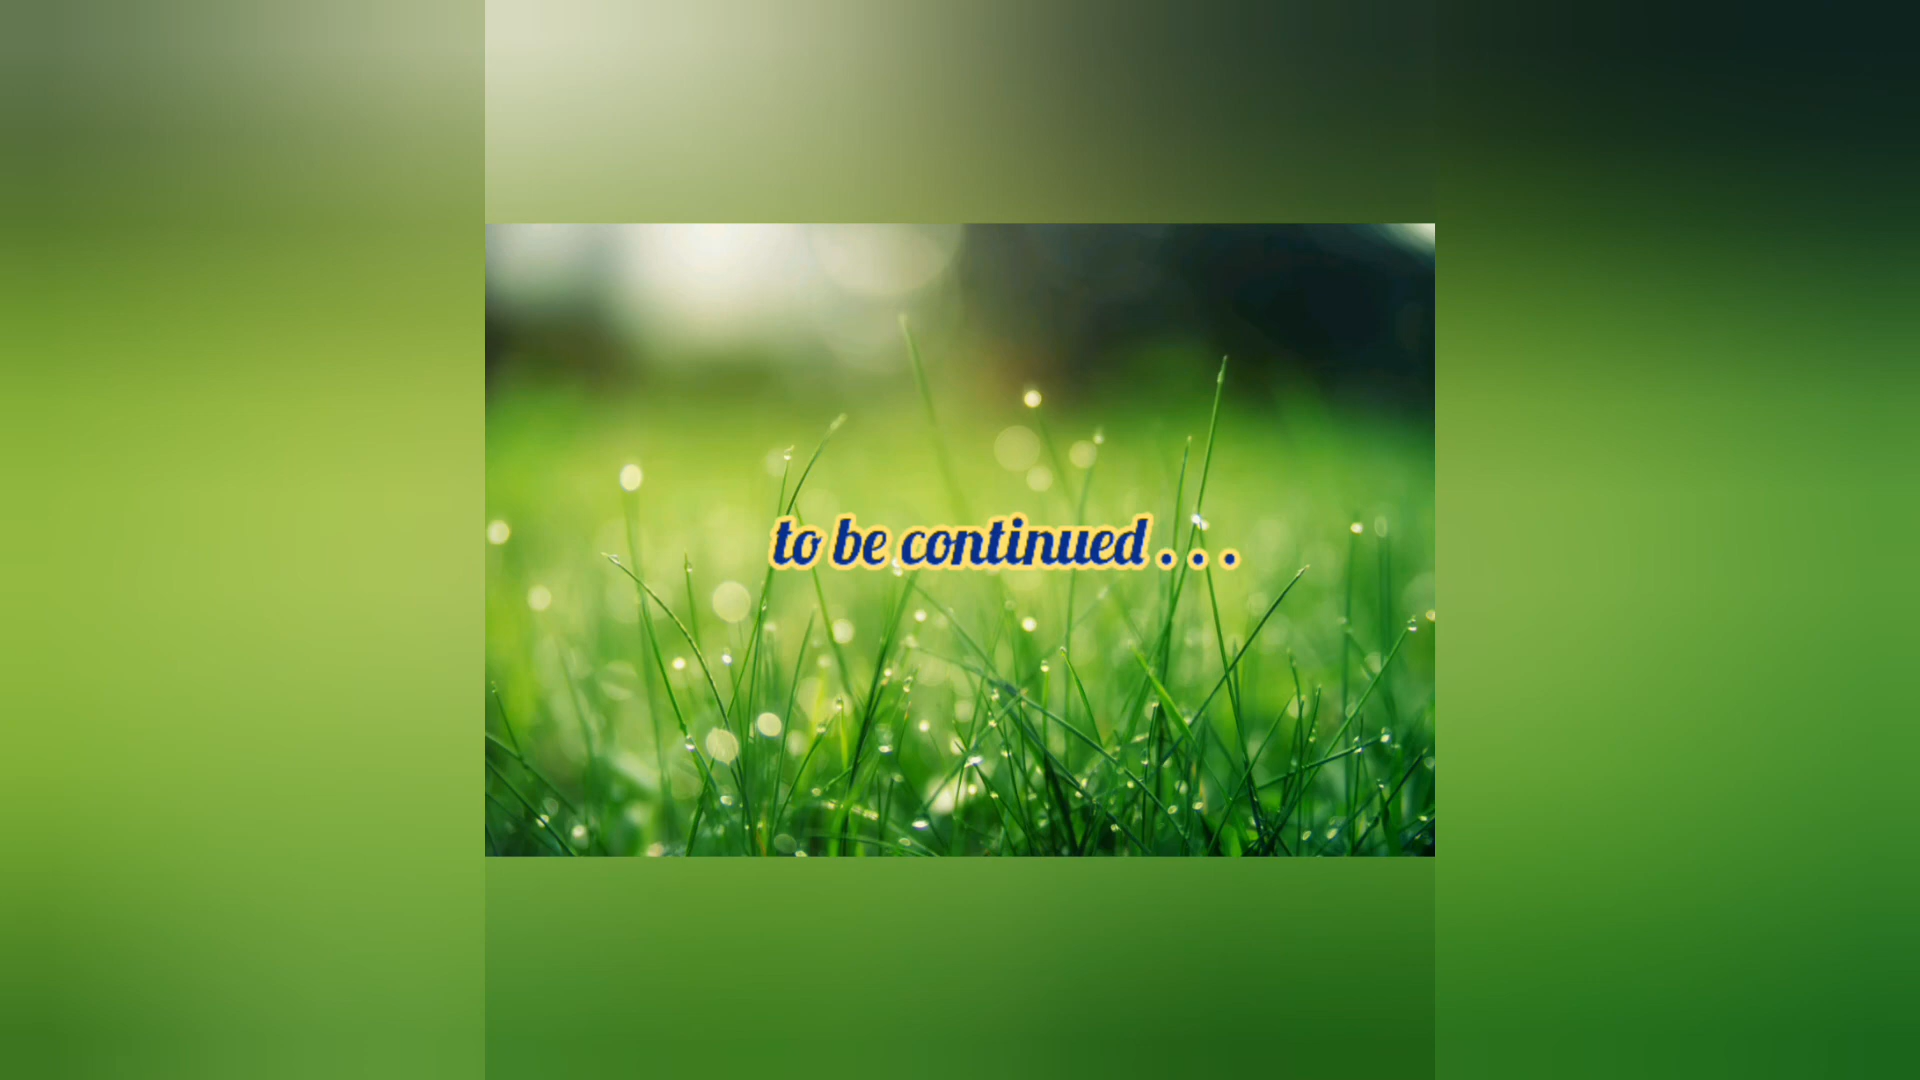 to be continued . . .